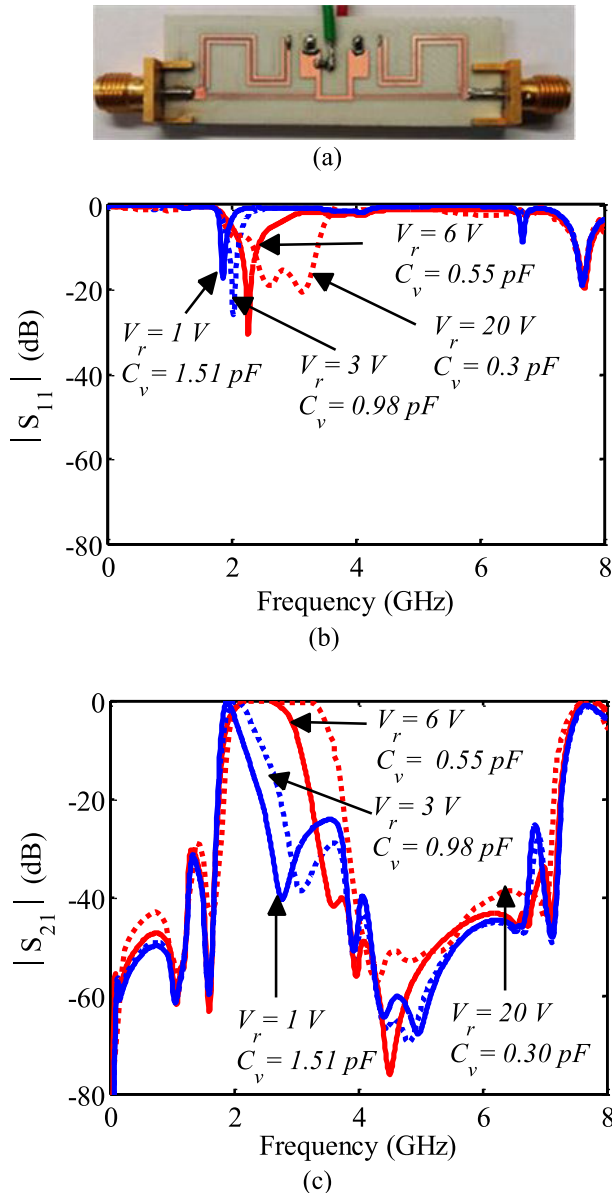 (a)
0
-20
-40
-60
-80
| S11 | (dB)
V_r = 6 V
C_v = 0.55 pF
V_r = 1 V
C_v = 1.51 pF
V_r = 3 V
C_v = 0.98 pF
V_r = 20 V
C_v = 0.3 pF
0 2 4 6 8
Frequency (GHz)
(b)
0
-20
-40
-60
-80
| S21 | (dB)
V_r = 6 V
C_v = 0.55 pF
V_r = 3 V
C_v = 0.98 pF
V_r = 1 V
C_v = 1.51 pF
V_r = 20 V
C_v = 0.30 pF
0 2 4 6 8
Frequency (GHz)
(c)